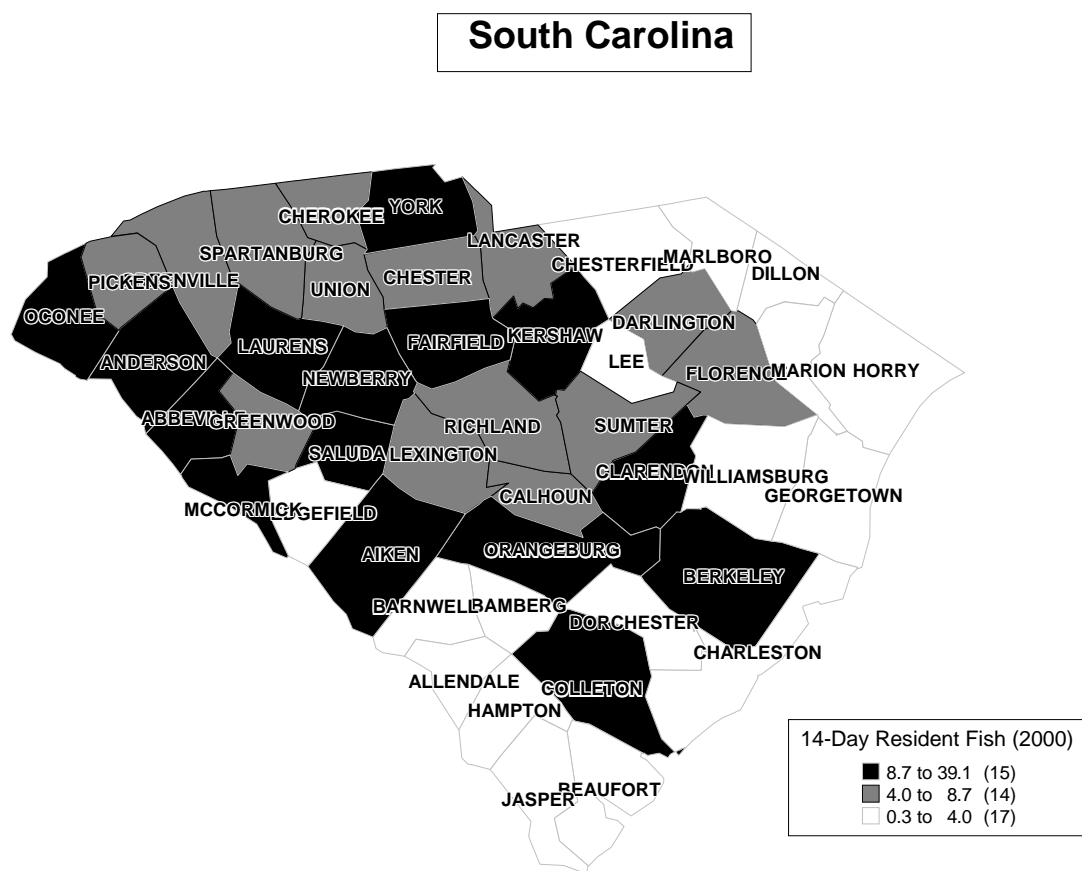 South Carolina
YORK
CHEROKEE
LANCASTER
SPARTANBURG
MARLBORO
CHESTERFIELD
DILLON
CHESTER
PICKENS
GREENVILLE
UNION
OCONEE
DARLINGTON
KERSHAW
FAIRFIELD
LAURENS
ANDERSON
LEE
NEWBERRY
FLORENCE
MARION
HORRY
ABBEVILLE
GREENWOOD
RICHLAND
SUMTER
SALUDA
LEXINGTON
CLARENDON
WILLIAMSBURG
CALHOUN
GEORGETOWN
MCCORMICK
EDGEFIELD
AIKEN
ORANGEBURG
BERKELEY
BARNWELL
BAMBERG
DORCHESTER
CHARLESTON
ALLENDALE
COLLETON
HAMPTON
BEAUFORT
JASPER
14-Day Resident Fish (2000)
8.7 to 39.1 (15)
4.0 to 8.7 (14)
0.3 to 4.0 (17)